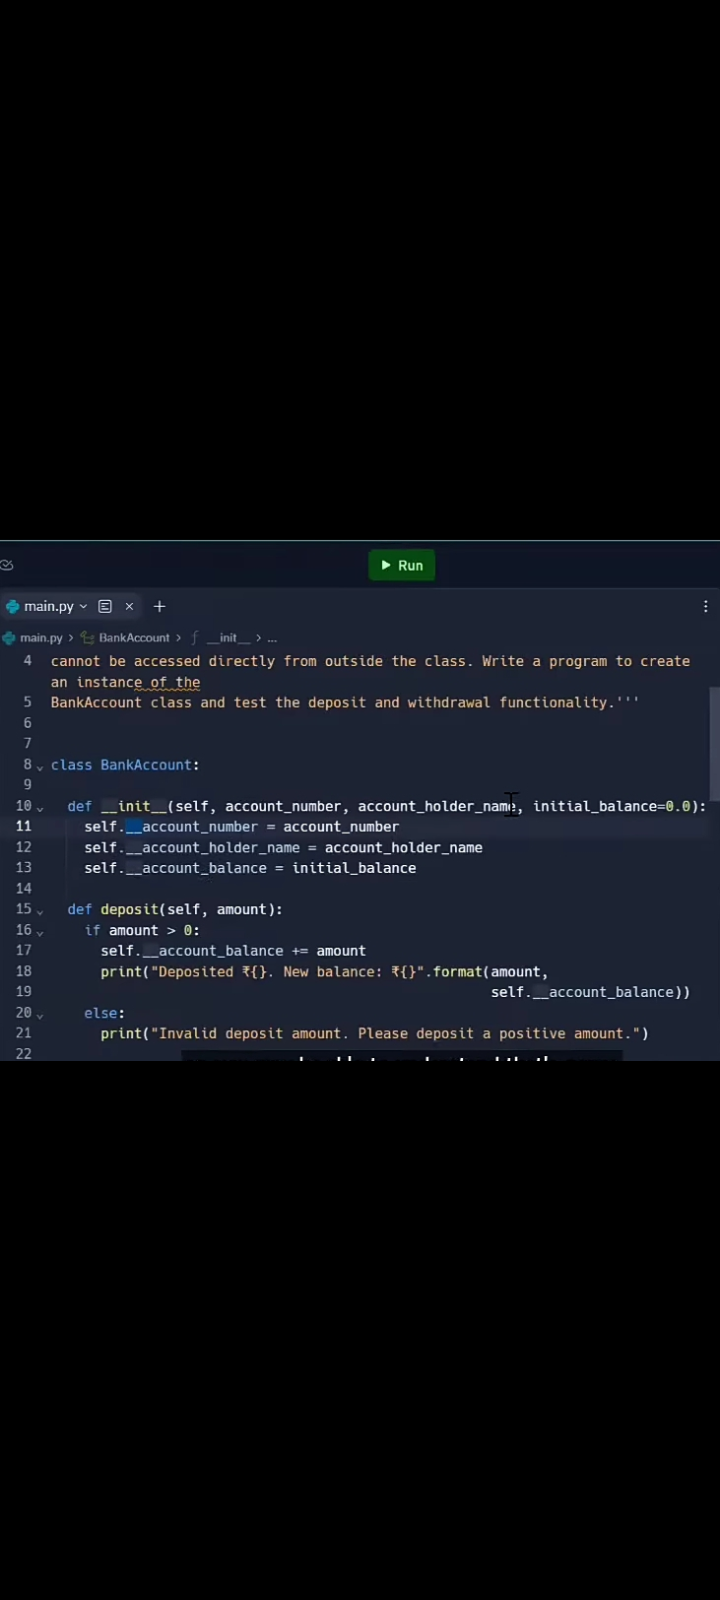 Run
main.py
main.py > BankAccount > f __init__ > ...
4 cannot be accessed directly from outside the class. Write a program to create
an instance of the
5 BankAccount class and test the deposit and withdrawal functionality.'''
6
7
8 class BankAccount:
9
10 def __init__(self, account_number, account_holder_name, initial_balance=0.0):
11 self.__account_number = account_number
12 self.__account_holder_name = account_holder_name
13 self.__account_balance = initial_balance
14
15 def deposit(self, amount):
16 if amount > 0:
17 self.__account_balance += amount
18 print("Deposited ₹{}. New balance: ₹{}".format(amount,
19 self.__account_balance))
20 else:
21 print("Invalid deposit amount. Please deposit a positive amount.")
22